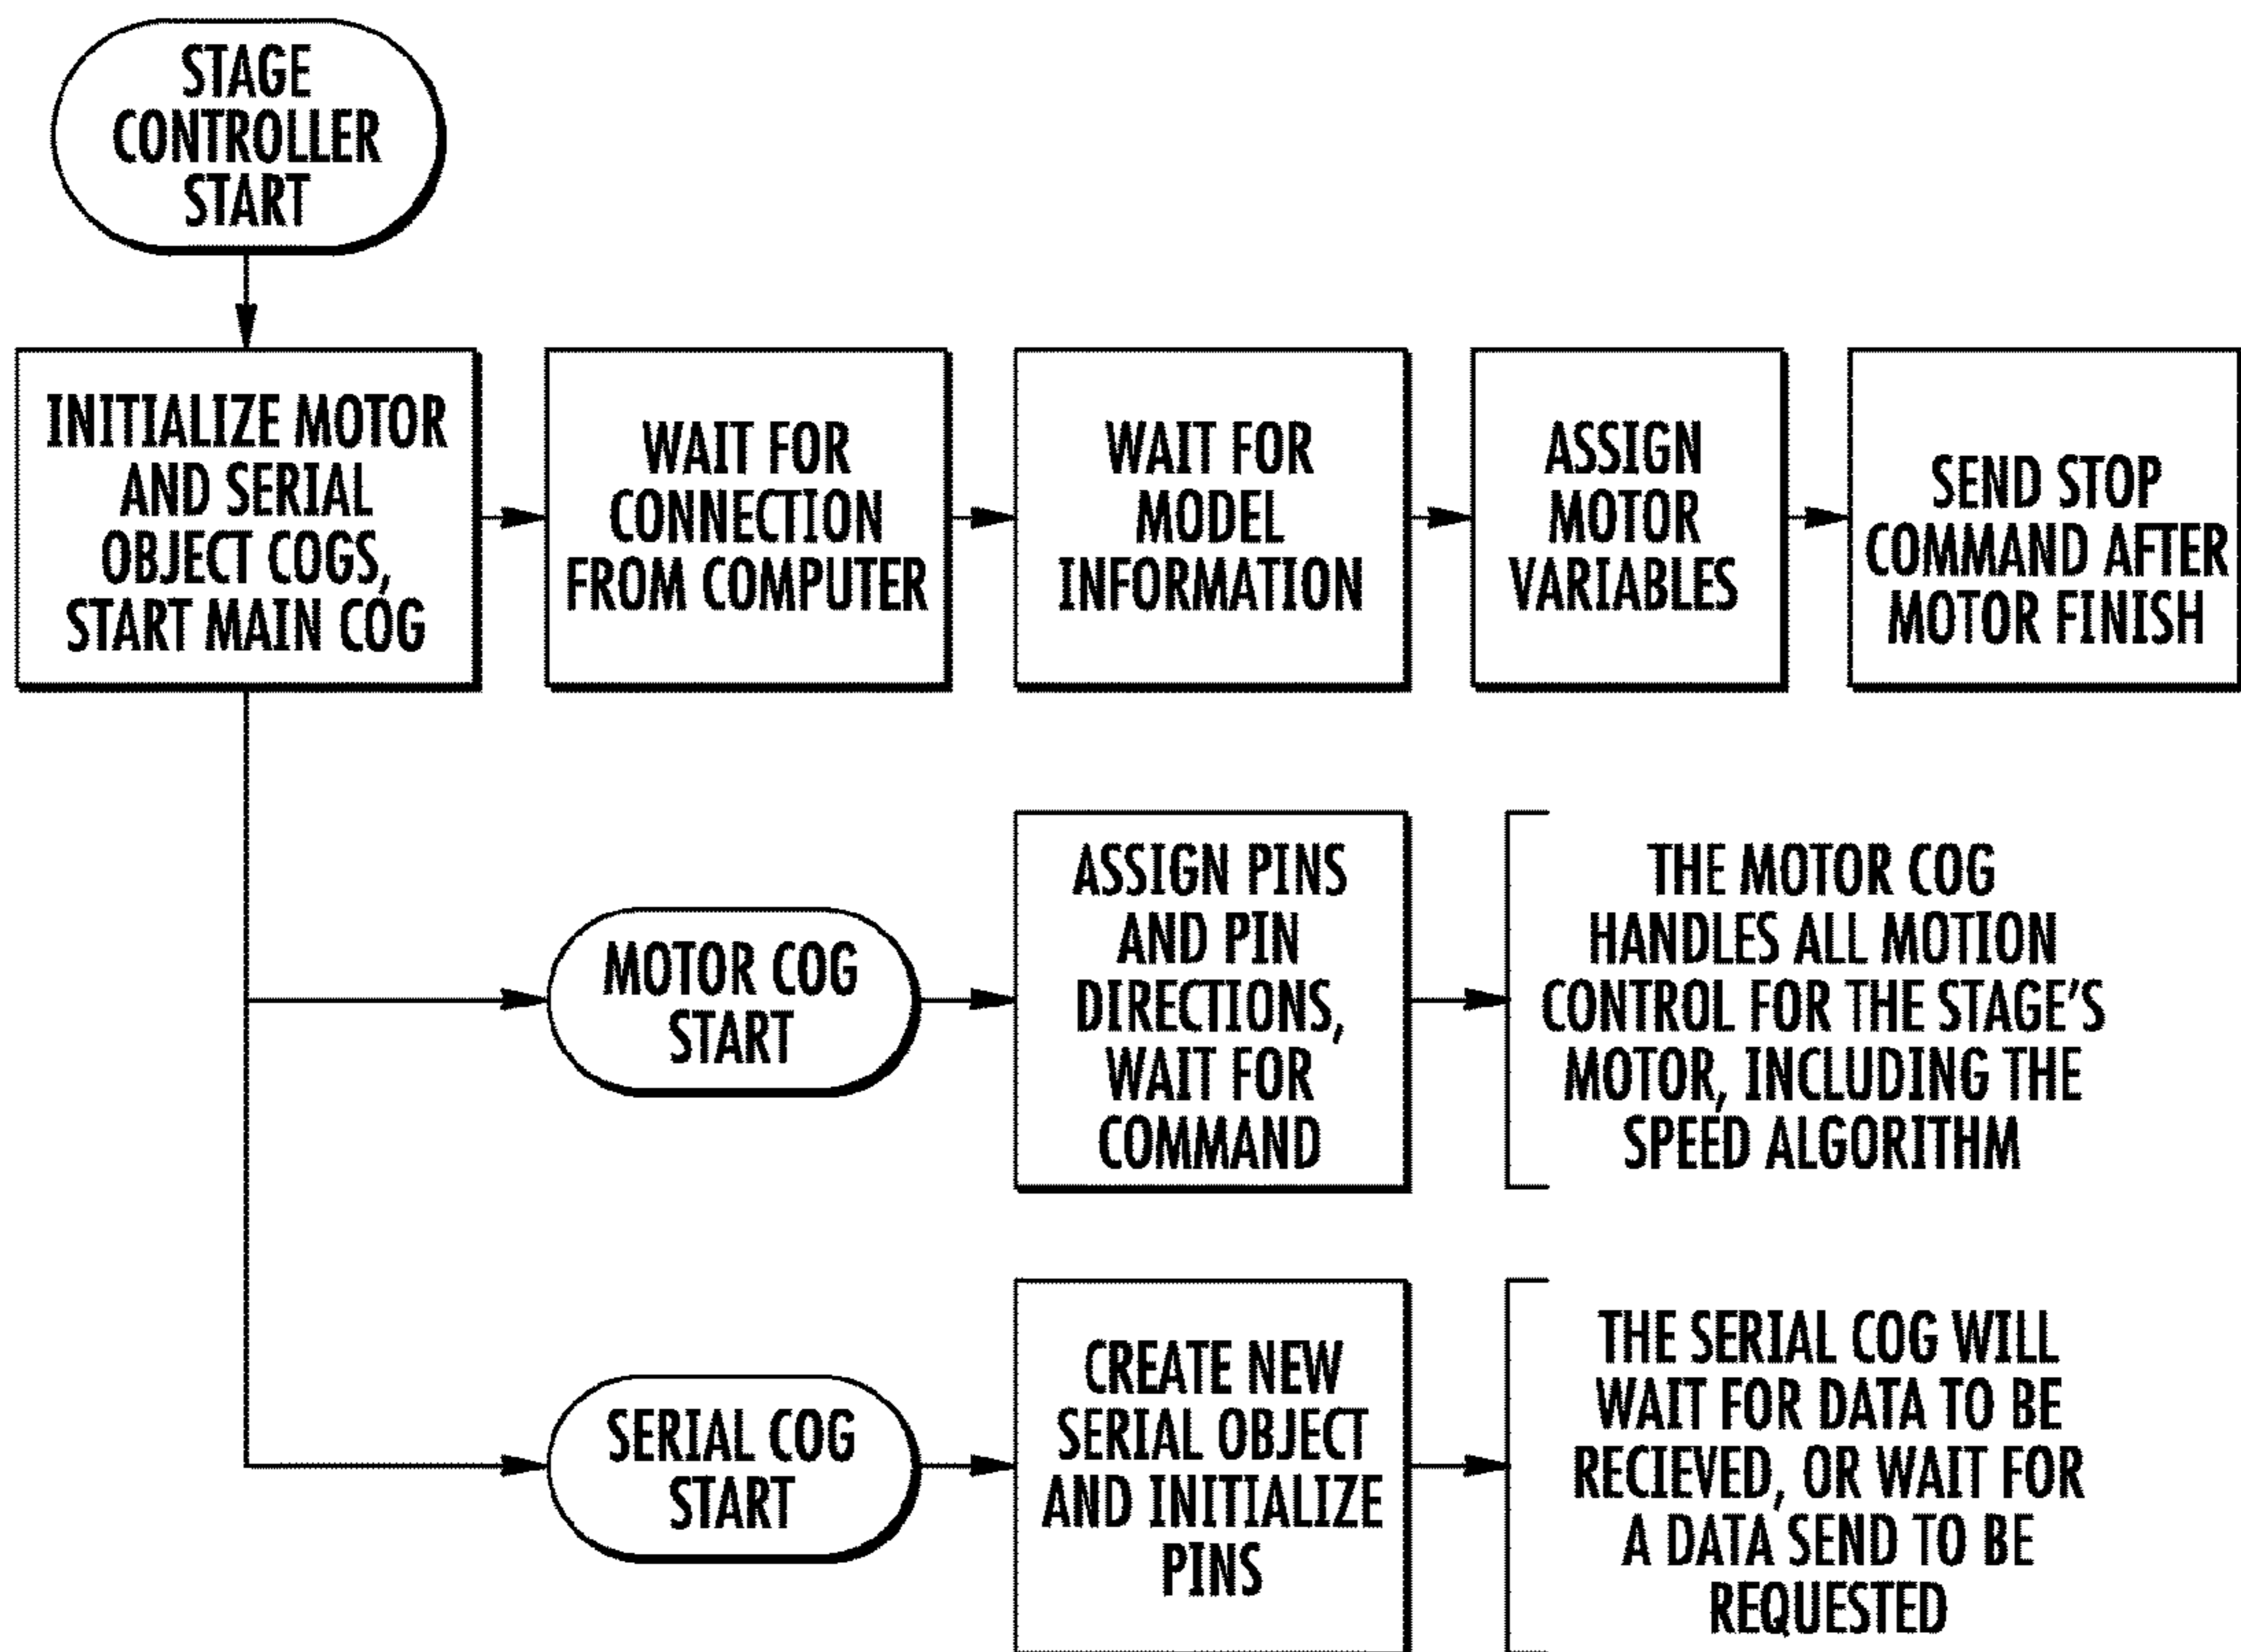 STAGE
CONTROLLER
START
INITIALIZE MOTOR
AND SERIAL
OBJECT COGS,
START MAIN COG
WAIT FOR
CONNECTION
FROM COMPUTER
WAIT FOR
MODEL
INFORMATION
ASSIGN
MOTOR
VARIABLES
SEND STOP
COMMAND AFTER
MOTOR FINISH
MOTOR COG
START
ASSIGN PINS
AND PIN
DIRECTIONS,
WAIT FOR
COMMAND
THE MOTOR COG
HANDLES ALL MOTION
CONTROL FOR THE STAGE'S
MOTOR, INCLUDING THE
SPEED ALGORITHM
SERIAL COG
START
CREATE NEW
SERIAL OBJECT
AND INITIALIZE
PINS
THE SERIAL COG WILL
WAIT FOR DATA TO BE
RECIEVED, OR WAIT FOR
A DATA SEND TO BE
REQUESTED